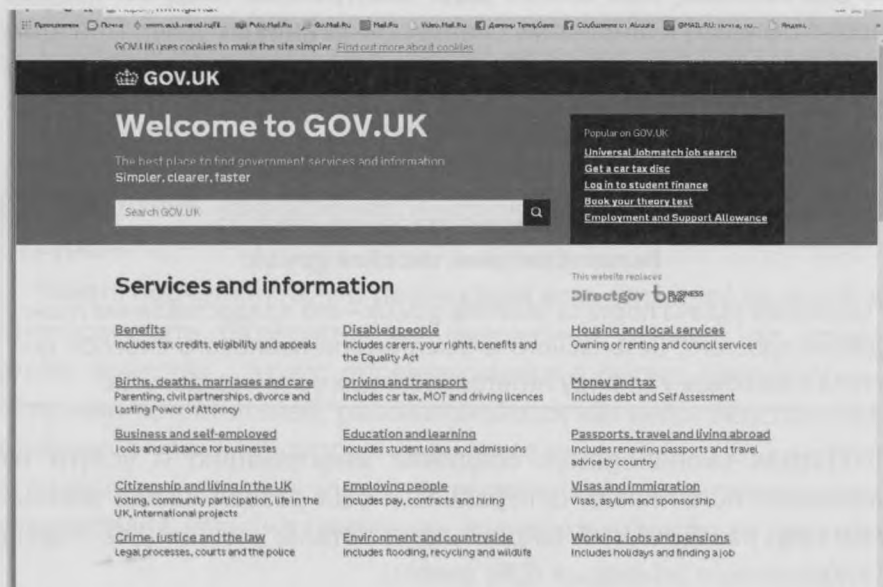 Почта
Mail.Ru
GOV.UK uses cookies to make the site simpler. Find out more about cookies
GOV.UK
Welcome to GOV.UK
The best place to find government services and information
Simpler, clearer, faster
Search GOV.UK
Popular on GOV.UK
Universal Jobmatch job search
Get a car tax disc
Log in to student finance
Book your theory test
Employment and Support Allowance
Services and information
This website replaces
Directgov BUSINESS LINK
Benefits
Includes tax credits, eligibility and appeals
Births, deaths, marriages and care
Parenting, civil partnerships, divorce and
Lasting Power of Attorney
Business and self-employed
Tools and guidance for businesses
Citizenship and living in the UK
Voting, community participation, life in the
UK, international projects
Crime, justice and the law
Legal processes, courts and the police
Disabled people
Includes carers, your rights, benefits and
the Equality Act
Driving and transport
Includes car tax, MOT and driving licences
Education and learning
Includes student loans and admissions
Employing people
Includes pay, contracts and hiring
Environment and countryside
Includes flooding, recycling and wildlife
Housing and local services
Owning or renting and council services
Money and tax
Includes debt and Self Assessment
Passports, travel and living abroad
Includes renewing passports and travel
advice by country
Visas and immigration
Visas, asylum and sponsorship
Working, jobs and pensions
Includes holidays and finding a job